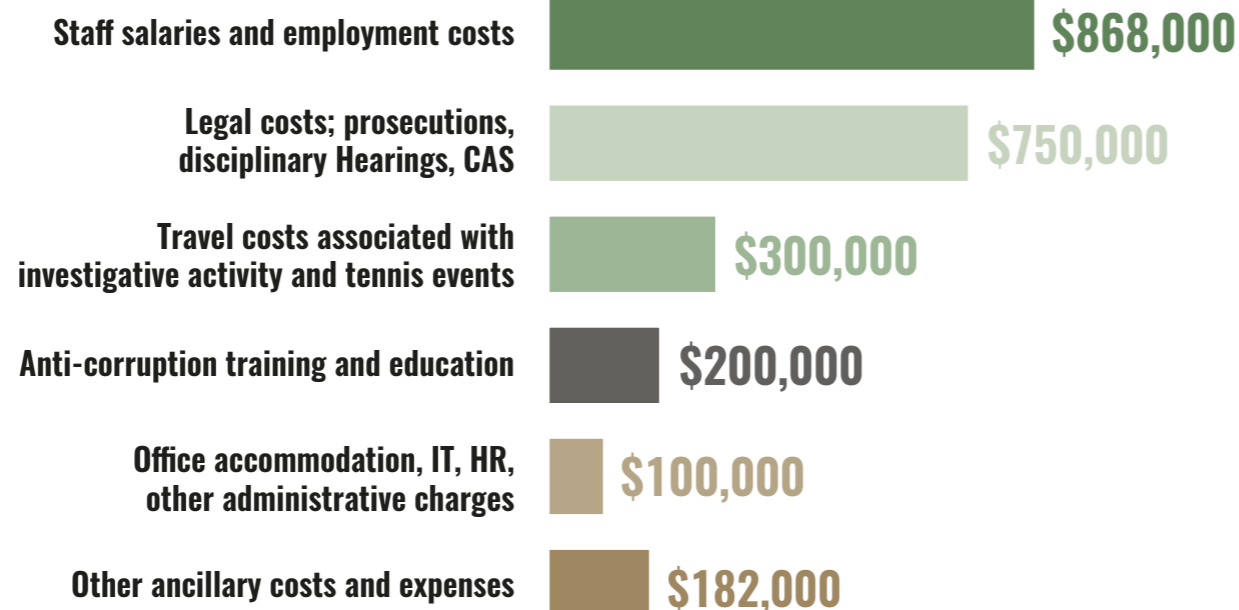 Staff salaries and employment costs
$868,000
Legal costs; prosecutions,
disciplinary Hearings, CAS
$750,000
Travel costs associated with
investigative activity and tennis events
$300,000
Anti-corruption training and education
$200,000
Office accommodation, IT, HR,
other administrative charges
$100,000
Other ancillary costs and expenses
$182,000